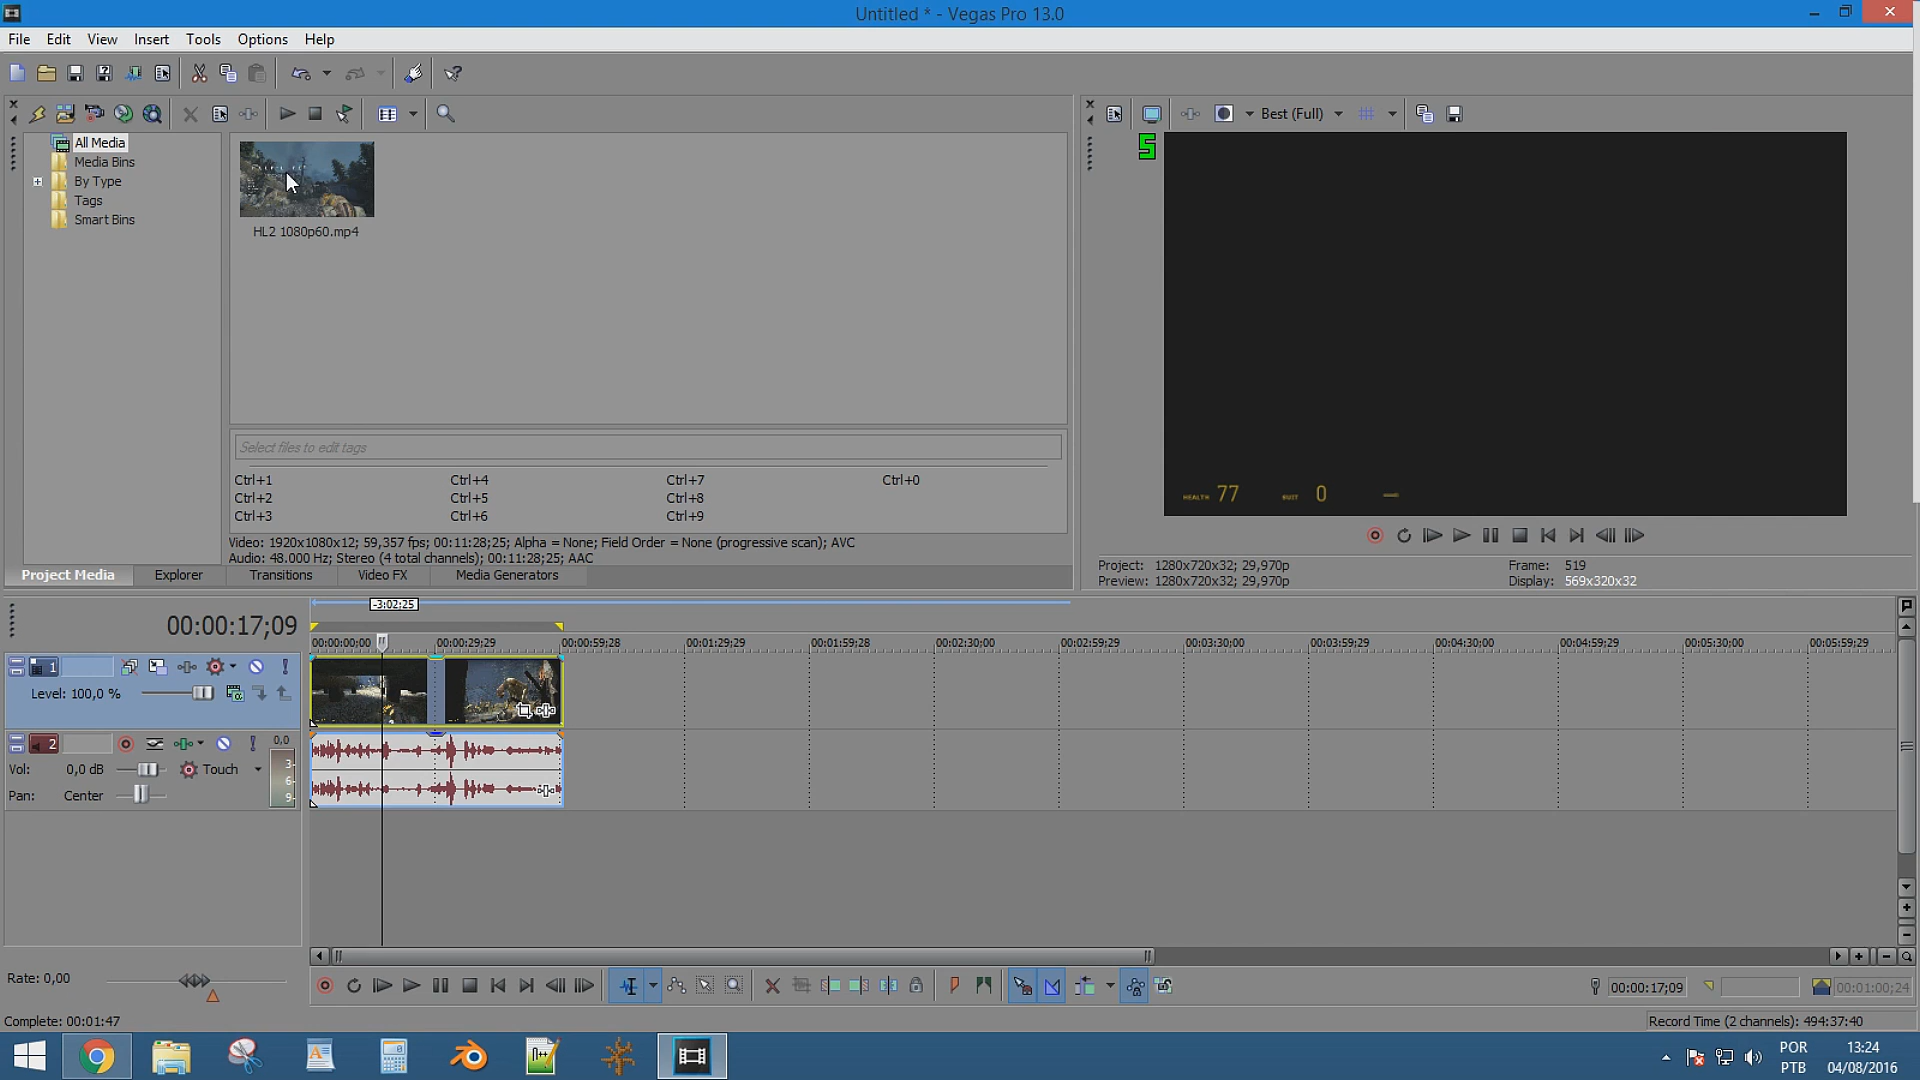 Untitled * - Vegas Pro 13.0
File Edit View Insert Tools Options Help
Best (Full)
All Media
Media Bins
By Type
Tags
Smart Bins
HL2 1080p60.mp4
S
HEALTH 77 SUIT 0
Select files to edit tags
Ctrl+1 Ctrl+4 Ctrl+7 Ctrl+0
Ctrl+2 Ctrl+5 Ctrl+8
Ctrl+3 Ctrl+6 Ctrl+9
Video: 1920x1080x12; 59,357 fps; 00:11:28;25; Alpha = None; Field Order = None (progressive scan); AVC
Audio: 48.000 Hz; Stereo (4 total channels); 00:11:28;25; AAC
Project Media Explorer Transitions Video FX Media Generators
Project: 1280x720x32; 29,970p Frame: 519
Preview: 1280x720x32; 29,970p Display: 569x320x32
-3:02;25
00:00:17;09
00:00:00;00 00:00:29;29 00:00:59;28 00:01:29;29 00:01:59;28 00:02:30;00 00:02:59;29 00:03:30;00 00:03:59;29 00:04:30;00 00:04:59;29 00:05:30;00 00:05:59;29
1
Level: 100,0 %
2 0,0
Vol: 0,0 dB Touch 3
6
Pan: Center 9
Rate: 0,00
00:00:17;09 00:01:00;24
Complete: 00:01:47
Record Time (2 channels): 494:37:40
POR 13:24
PTB 04/08/2016